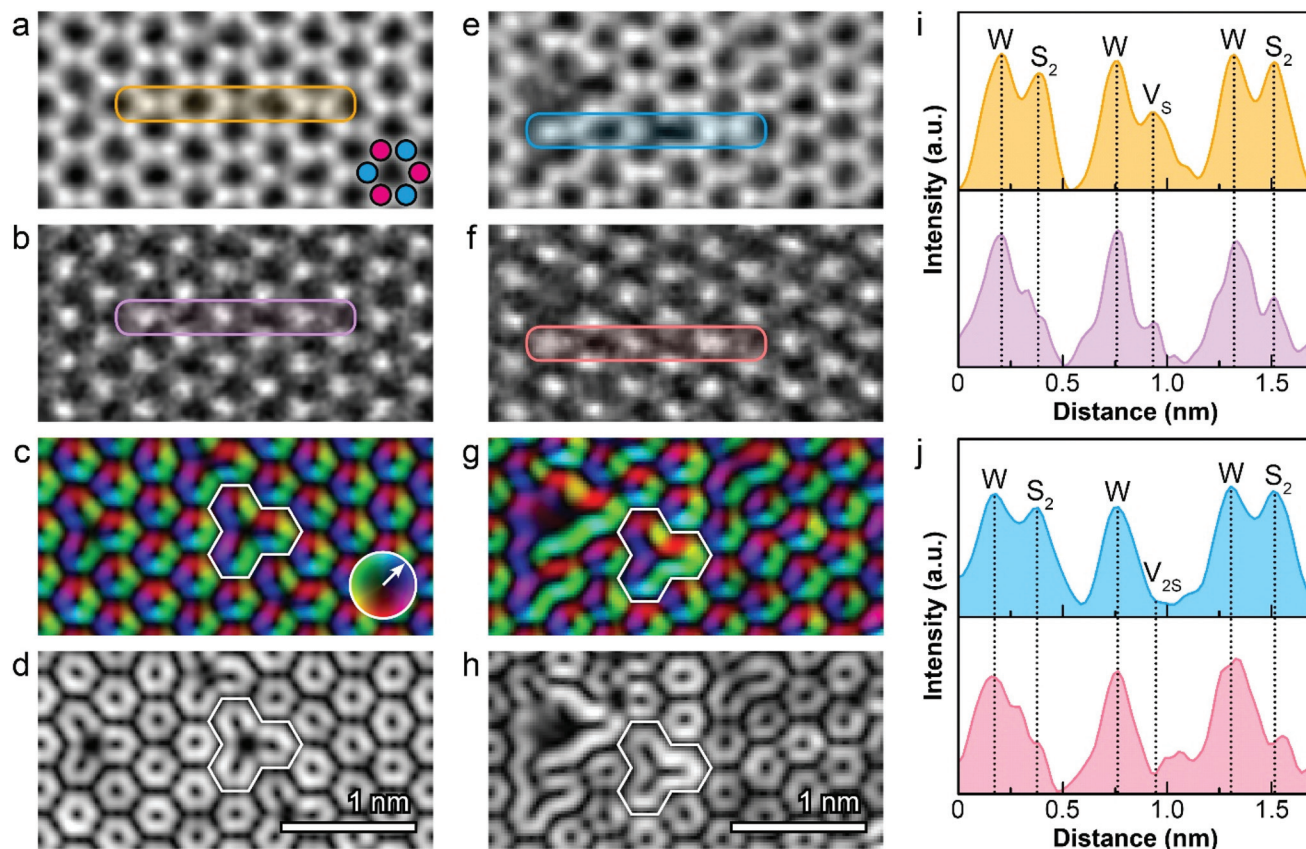 a
b
c
d
1 nm
e
f
g
h
1 nm
i
W
S2
W
VS
W
S2
Intensity (a.u.)
0
0.5
1.0
1.5
Distance (nm)
j
W
S2
W
V2S
W
S2
Intensity (a.u.)
0
0.5
1.0
1.5
Distance (nm)